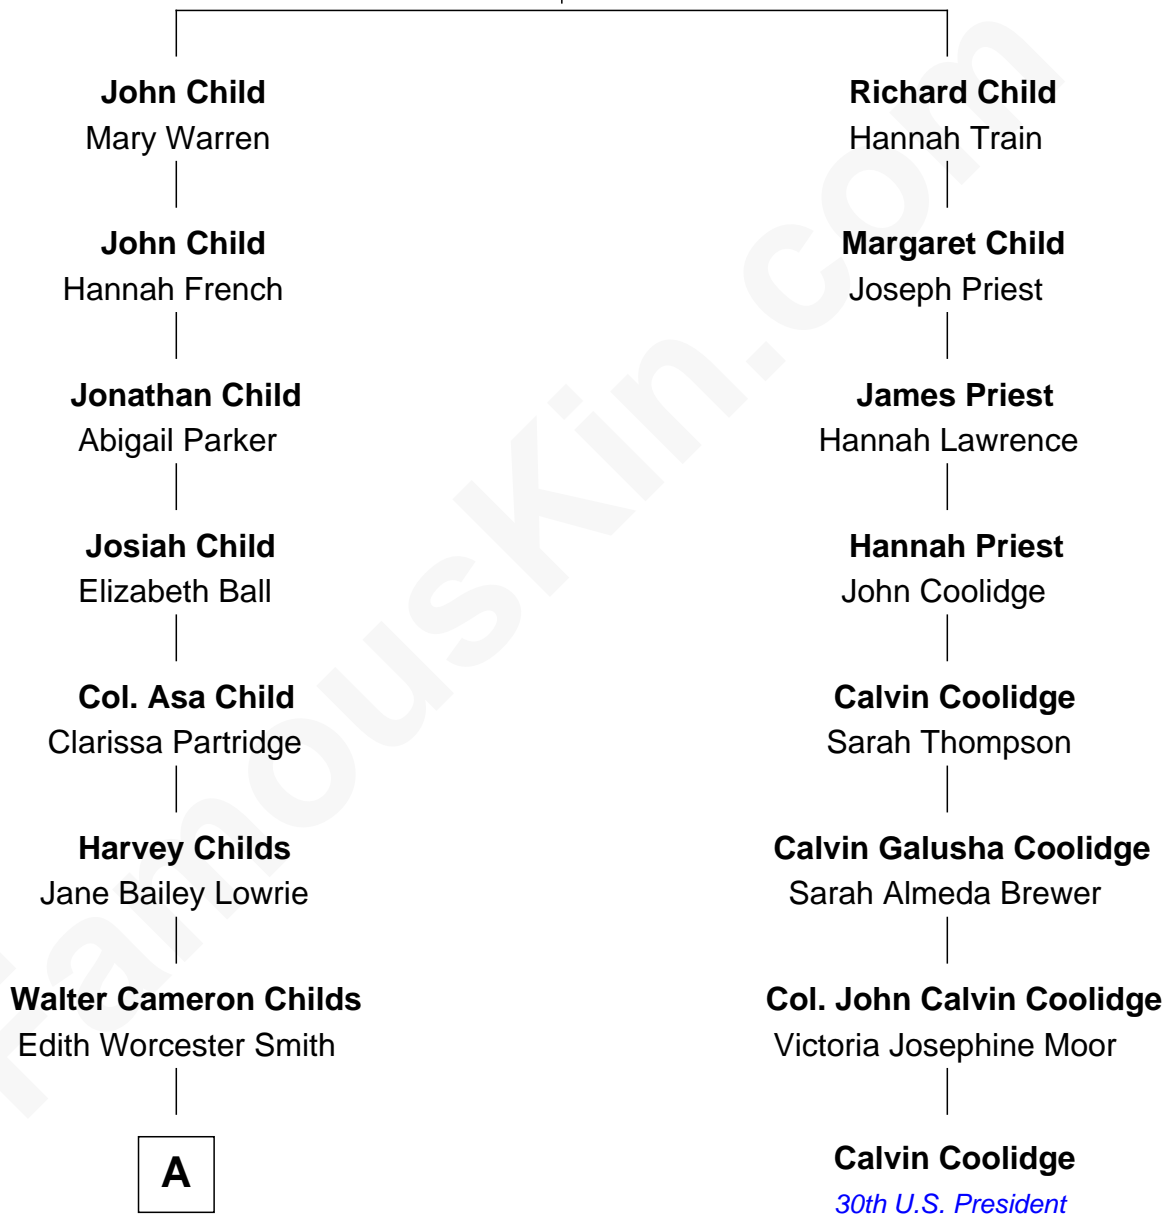 John Child
Mary Warren
John Child
Hannah French
Jonathan Child
Abigail Parker
Josiah Child
Elizabeth Ball
Col. Asa Child
Clarissa Partridge
Harvey Childs
Jane Bailey Lowrie
Walter Cameron Childs
Edith Worcester Smith
A
Richard Child
Hannah Train
Margaret Child
Joseph Priest
James Priest
Hannah Lawrence
Hannah Priest
John Coolidge
Calvin Coolidge
Sarah Thompson
Calvin Galusha Coolidge
Sarah Almeda Brewer
Col. John Calvin Coolidge
Victoria Josephine Moor
Calvin Coolidge
30th U.S. President
FamousKin.com